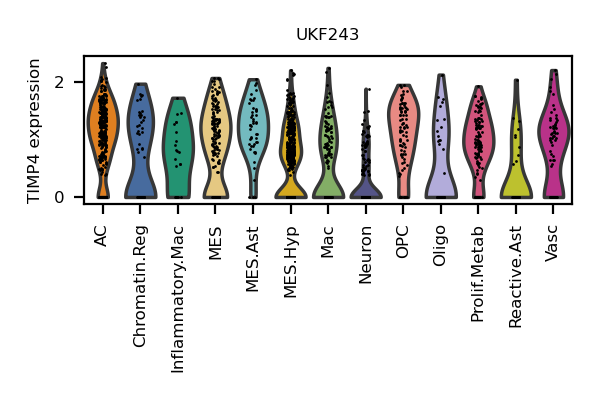 UKF243
TIMP4 expression
2
0
AC
Chromatin.Reg
Inflammatory.Mac
MES
MES.Ast
MES.Hyp
Mac
Neuron
OPC
Oligo
Prolif.Metab
Reactive.Ast
Vasc